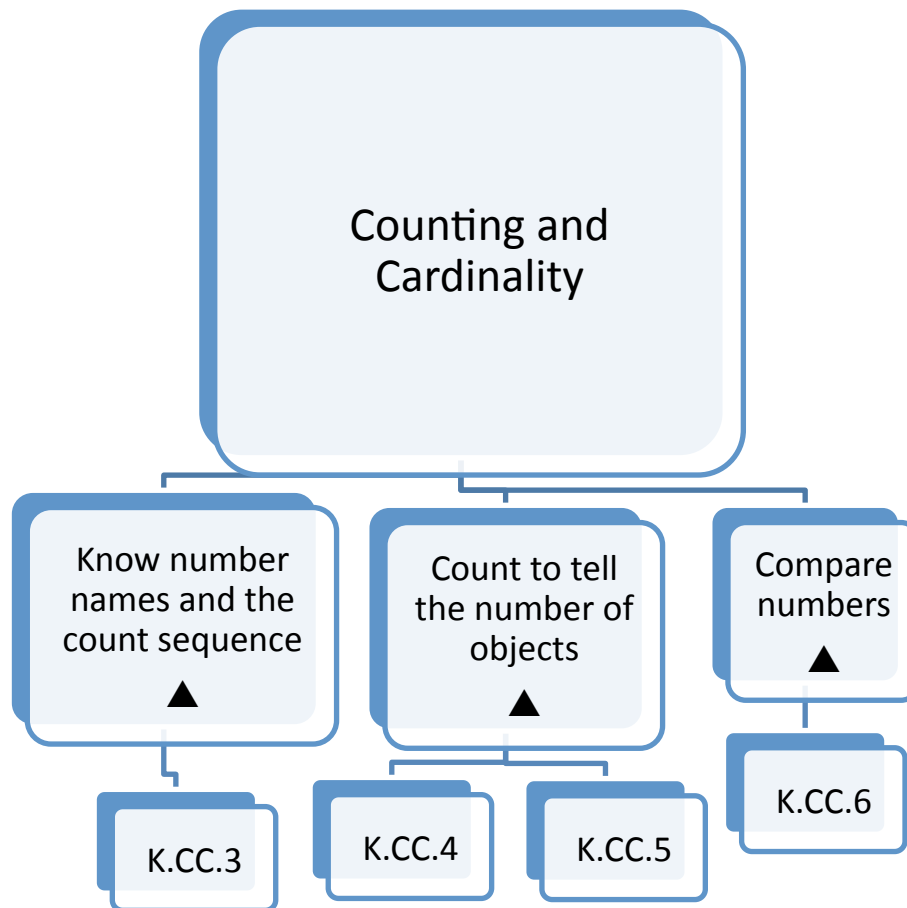 Counting and
Cardinality
Know number
names and the
count sequence
▲
Count to tell
the number of
objects
▲
Compare
numbers
▲
K.CC.3
K.CC.4
K.CC.5
K.CC.6